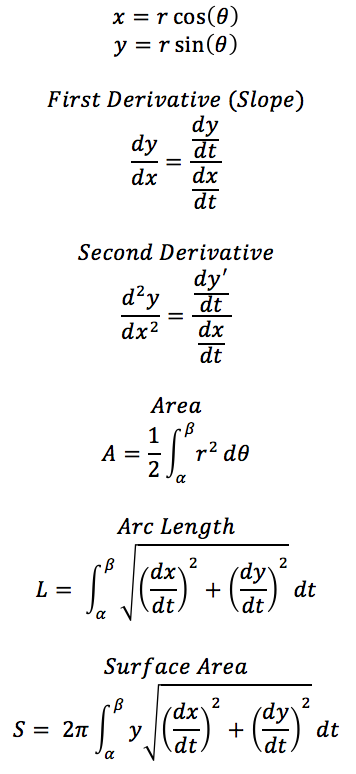 x = r cos(θ)
y = r sin(θ)
First Derivative (Slope)
dy/dx = (dy/dt)/(dx/dt)
Second Derivative
d²y/dx² = (dy′/dt)/(dx/dt)
Area
A = 1/2 ∫_α^β r² dθ
Arc Length
L = ∫_α^β √((dx/dt)² + (dy/dt)²) dt
Surface Area
S = 2π ∫_α^β y√((dx/dt)² + (dy/dt)²) dt